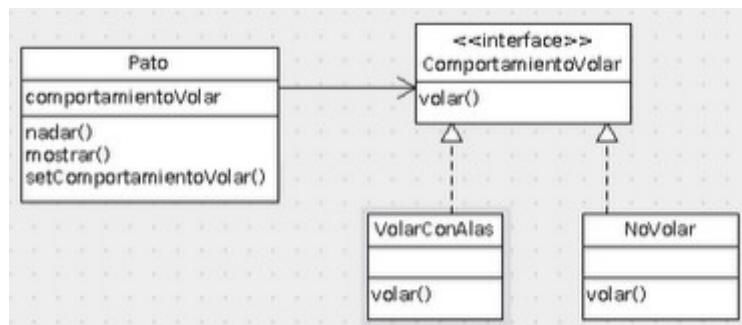 Pato
comportamientoVolar
nadar()
mostrar()
setComportamientoVolar()
<<interface>>
ComportamientoVolar
volar()
VolarConAlas
volar()
NoVolar
volar()